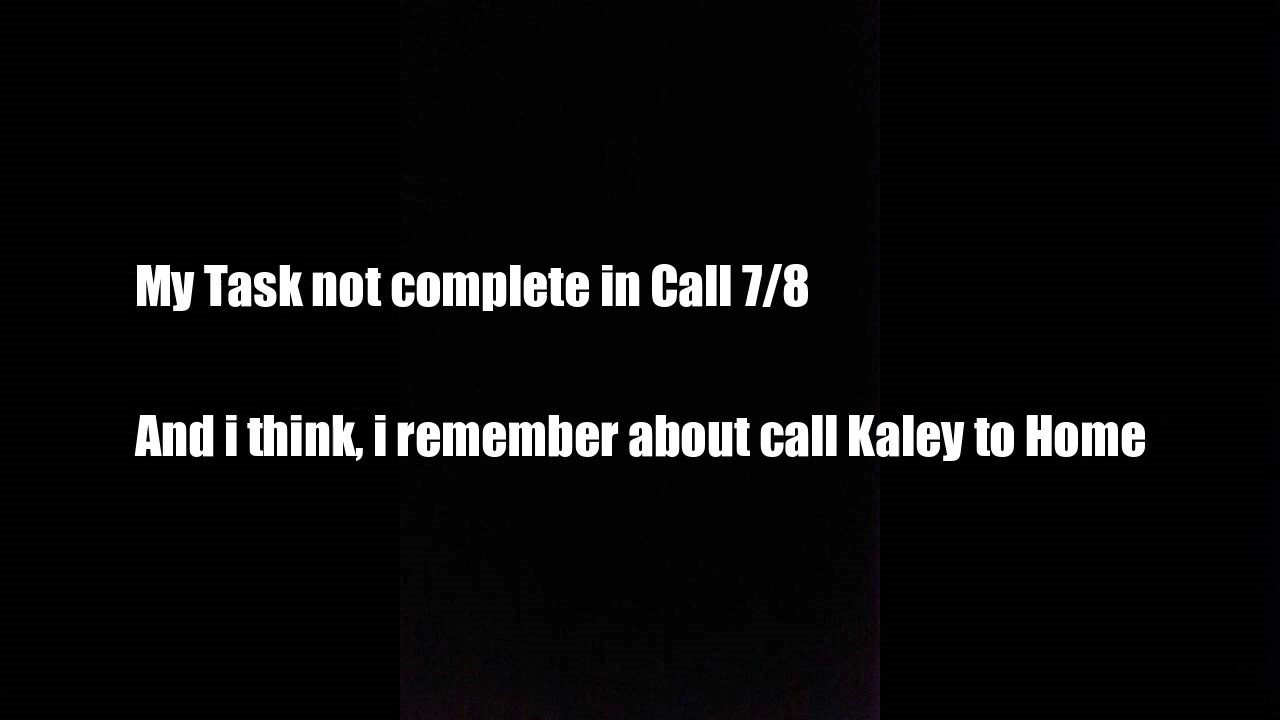 My Task not complete in Call 7/8
And i think, i remember about call Kaley to Home